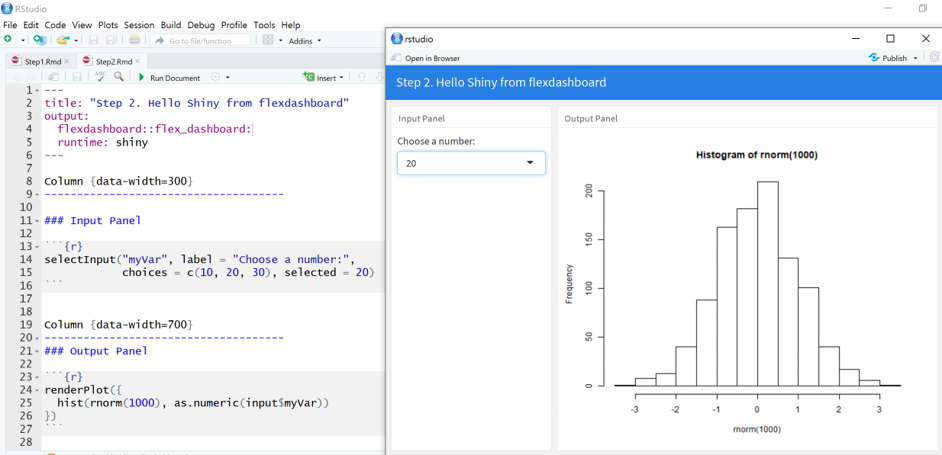 RStudio
File Edit Code View Plots Session Build Debug Profile Tools Help
Go to file/function
Addins
Step1.Rmd
Step2.Rmd
Run Document
Insert
1 ---
2 title: "Step 2. Hello Shiny from flexdashboard"
3 output:
4 flexdashboard::flex_dashboard:
5 runtime: shiny
6 ---
7
8 Column {data-width=300}
9 -------------------------------------
10
11 ### Input Panel
12
13 ```{r}
14 selectInput("myVar", label = "Choose a number:",
15 choices = c(10, 20, 30), selected = 20)
16 ```
17
18
19 Column {data-width=700}
20 -------------------------------------
21 ### Output Panel
22
23 ```{r}
24 renderPlot({
25 hist(rnorm(1000), as.numeric(input$myVar))
26 })
27 ```
28
rstudio
Open in Browser
Publish
Step 2. Hello Shiny from flexdashboard
Input Panel
Choose a number:
20
Output Panel
Histogram of rnorm(1000)
Frequency
200
150
100
50
0
-3 -2 -1 0 1 2 3
rnorm(1000)